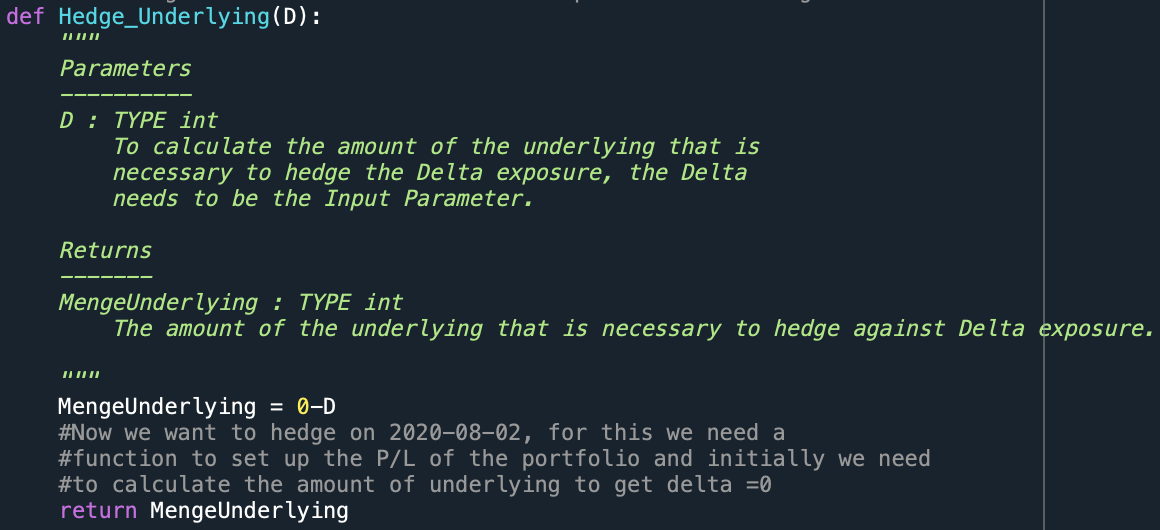 def Hedge_Underlying(D):
    """
    Parameters
    ----------
    D : TYPE int
        To calculate the amount of the underlying that is
        necessary to hedge the Delta exposure, the Delta
        needs to be the Input Parameter.

    Returns
    -------
    MengeUnderlying : TYPE int
        The amount of the underlying that is necessary to hedge against Delta exposure.

    """
    MengeUnderlying = 0-D
    #Now we want to hedge on 2020-08-02, for this we need a
    #function to set up the P/L of the portfolio and initially we need
    #to calculate the amount of underlying to get delta =0
    return MengeUnderlying